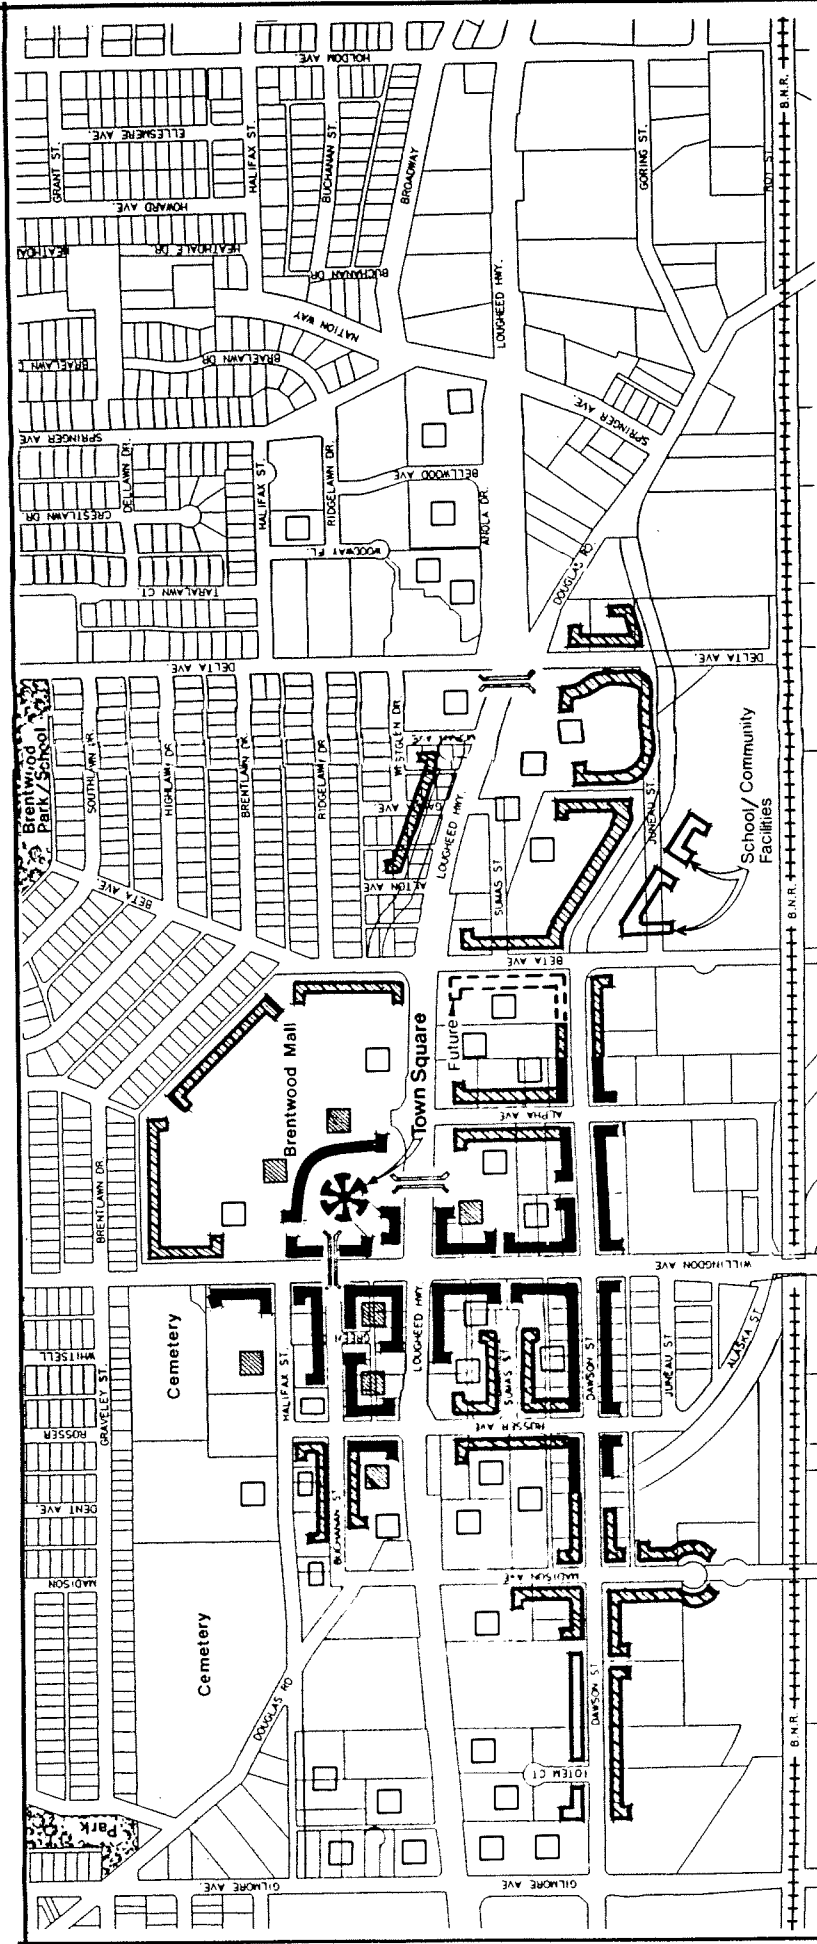 HOLDOM AVE.
B.N.R.
ELLESMERE AVE.
GRANT ST.
HALIFAX ST.
BUCHANAN ST.
BROADWAY
GORING ST.
HOWARD AVE.
HEATHDALE DR.
BUCHANAN DR
LOUGHEED HWY.
NATION WAY
BRAELAWN DR
SPRINGER AVE
SPRINGER AVE.
DELLAWN DR.
CRESTLAWN DR
HALIFAX ST.
RIDGELAWN DR.
BELLWOOD AVE
ANOLA DR.
WOODWAY PL.
DOUGLAS RD
TARALAWN CT.
DELTA AVE.
DELTA AVE.
Brentwood
Park/School
SOUTHLAWN DR.
HIGHLAWN DR
BRENTLAWN DR
RIDGELAWN DR
WESTGLEN DR.
LOUGHEED HWY.
JUNEAU ST.
School/Community
Facilities
ALTON AVE
SUMAS ST
BETA AVE.
BETA AVE
B.N.R.
Future
Brentwood Mall
Town Square
ALPHA AVE
BRENTLAWN DR.
WILLINGDON AVE
Cemetery
WHITSELL
GRAVELEY ST.
HALIFAX ST.
LOUGHEED HWY
SUMAS ST
DAWSON ST
JUNEAU ST
ALASKA ST
ROSSER
ROSSER AVE
DENT AVE.
BUCHANAN ST
MADISON
MADISON AVE
Cemetery
DOUGLAS RD
DAWSON ST
TOTEM CT.
B.N.R.
Park
GILMORE AVE.
GILMORE AVE